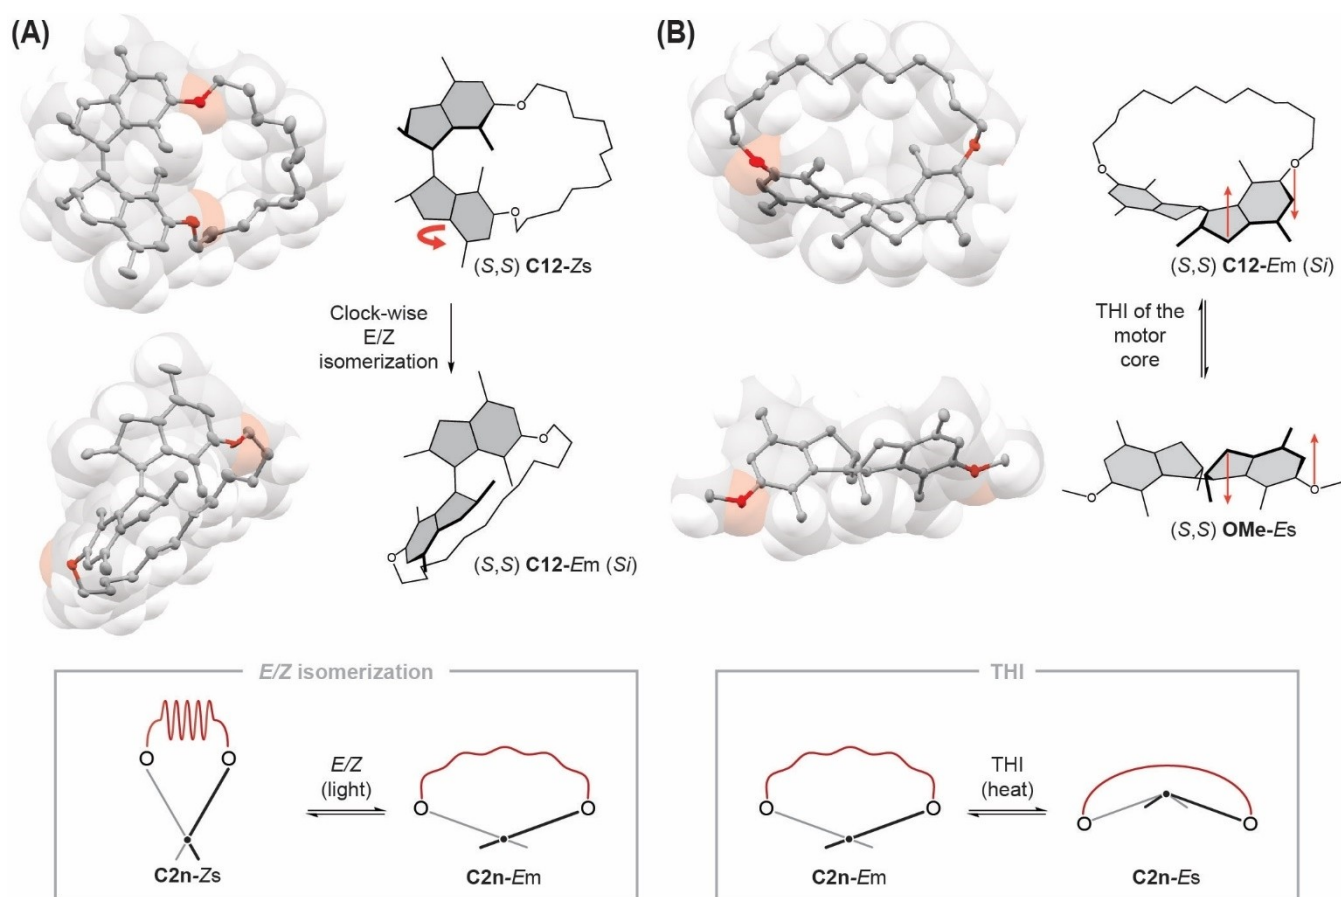 (A)
O
O
(S,S) C12-Zs
Clock-wise
E/Z
isomerization
O
O
(S,S) C12-Em (Si)
(B)
O
O
(S,S) C12-Em (Si)
THI of the
motor
core
O
O
(S,S) OMe-Es
E/Z isomerization
O O
E/Z
(light)
O O
C2n-Zs
C2n-Em
THI
O O
THI
(heat)
O O
C2n-Em
C2n-Es